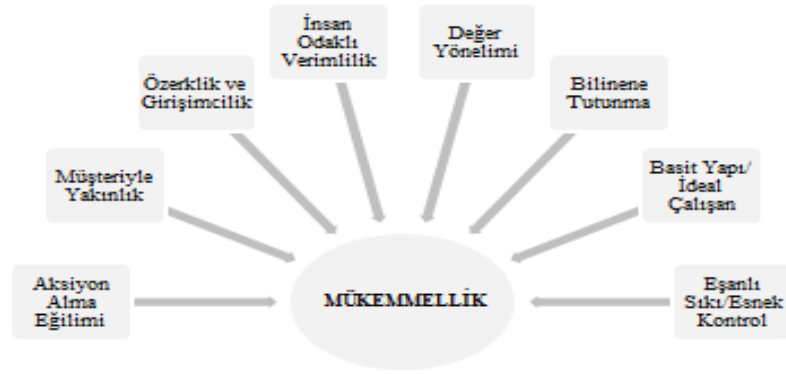 İnsan
Odaklı
Verimlilik
Değer
Yönelimi
Özerklik ve
Girişimcilik
Bilinene
Tutunma
Müşteriyle
Yakınlık
Basit Yapı/
İdeal
Çalışan
Aksiyon
Alma
Eğilimi
MÜKEMMELLİK
Eşanlı
Sıkı/Esnek
Kontrol